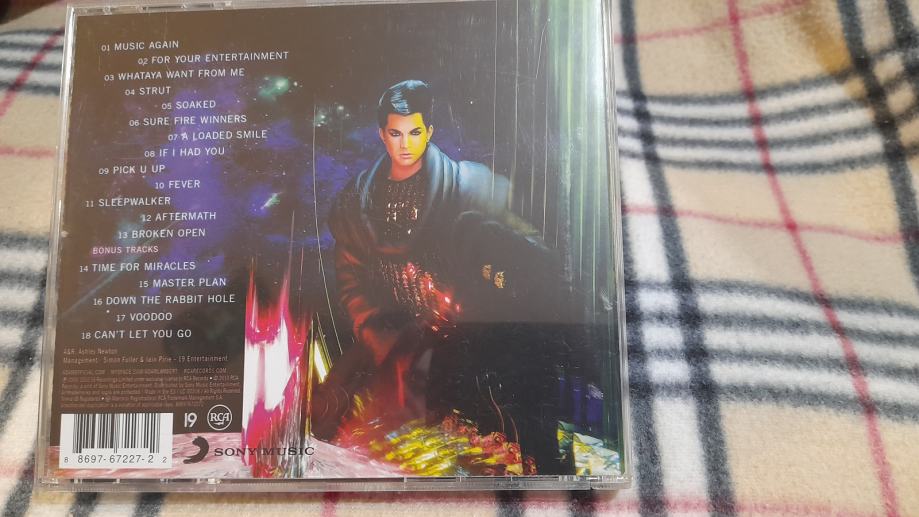 01 MUSIC AGAIN
02 FOR YOUR ENTERTAINMENT
03 WHATAYA WANT FROM ME
04 STRUT
05 SOAKED
06 SURE FIRE WINNERS
07 A LOADED SMILE
08 IF I HAD YOU
09 PICK U UP
10 FEVER
11 SLEEPWALKER
12 AFTERMATH
13 BROKEN OPEN
BONUS TRACKS
14 TIME FOR MIRACLES
15 MASTER PLAN
16 DOWN THE RABBIT HOLE
17 VOODOO
18 CAN'T LET YOU GO
A&R: Ashley Newton
Management: Simon Fuller & Iain Pirie - 19 Entertainment
19 RCA
SONY MUSIC
8 8697-67227-2 2